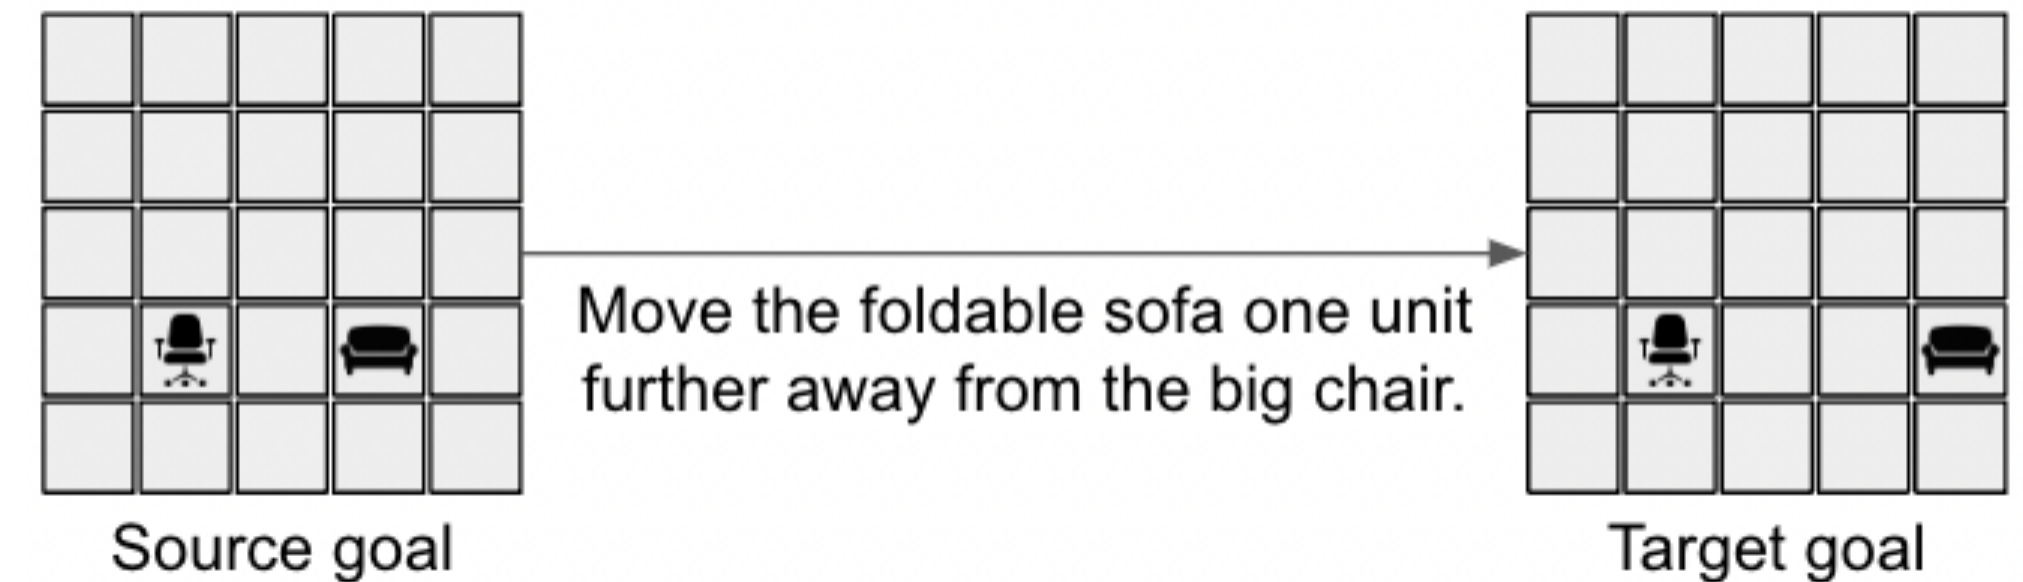 Move the foldable sofa one unit
further away from the big chair.
Source goal
Target goal